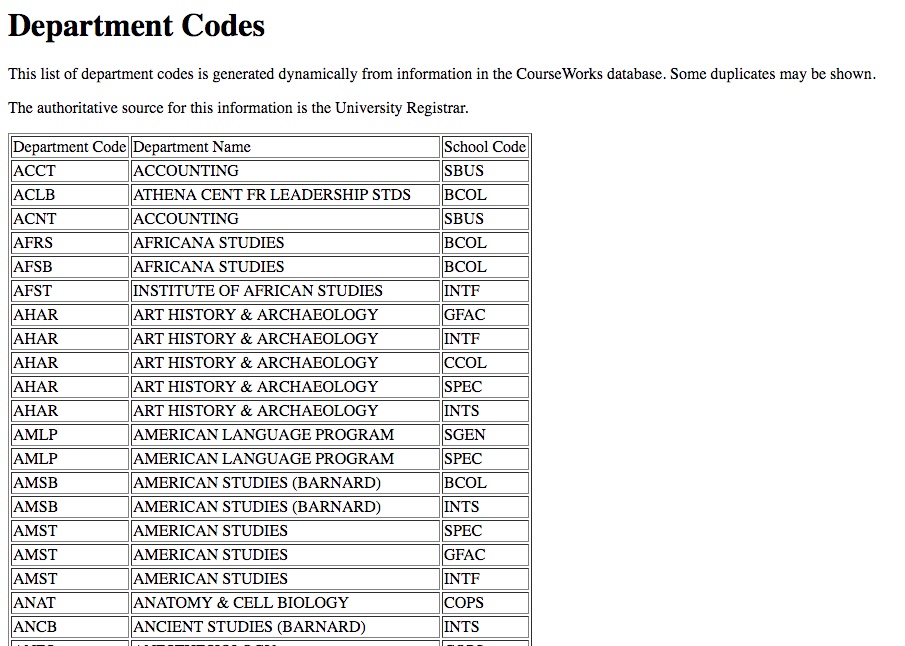 Department Codes
This list of department codes is generated dynamically from information in the CourseWorks database. Some duplicates may be shown.
The authoritative source for this information is the University Registrar.
Department Code Department Name School Code
ACCT ACCOUNTING SBUS
ACLB ATHENA CENT FR LEADERSHIP STDS BCOL
ACNT ACCOUNTING SBUS
AFRS AFRICANA STUDIES BCOL
AFSB AFRICANA STUDIES BCOL
AFST INSTITUTE OF AFRICAN STUDIES INTF
AHAR ART HISTORY & ARCHAEOLOGY GFAC
AHAR ART HISTORY & ARCHAEOLOGY INTF
AHAR ART HISTORY & ARCHAEOLOGY CCOL
AHAR ART HISTORY & ARCHAEOLOGY SPEC
AHAR ART HISTORY & ARCHAEOLOGY INTS
AMLP AMERICAN LANGUAGE PROGRAM SGEN
AMLP AMERICAN LANGUAGE PROGRAM SPEC
AMSB AMERICAN STUDIES (BARNARD) BCOL
AMSB AMERICAN STUDIES (BARNARD) INTS
AMST AMERICAN STUDIES SPEC
AMST AMERICAN STUDIES GFAC
AMST AMERICAN STUDIES INTF
ANAT ANATOMY & CELL BIOLOGY COPS
ANCB ANCIENT STUDIES (BARNARD) INTS